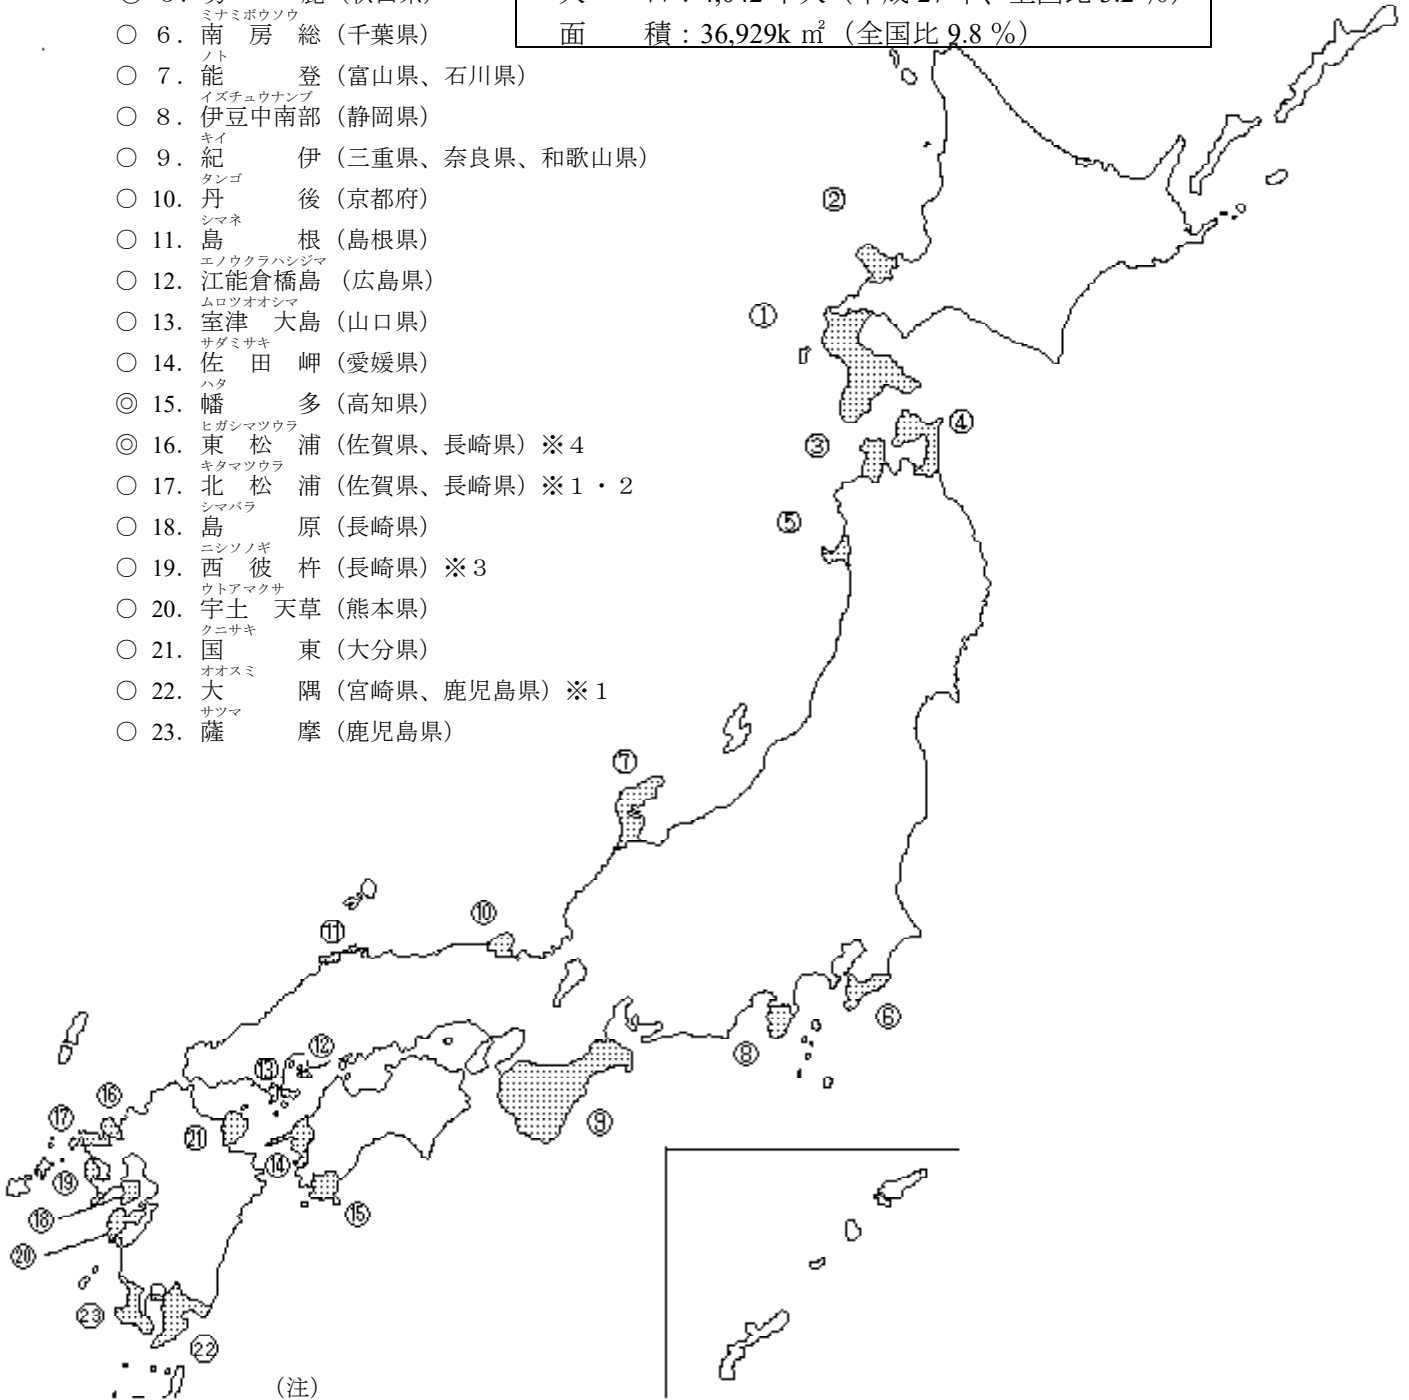 鹿（秋田県）
ミナミボウソウ
○ ６．南 房 総（千葉県）
面 積：36,929k ㎡（全国比 9.8 %）
ノト
○ ７．能 登（富山県、石川県）
イズチュウナンブ
○ ８．伊豆中南部（静岡県）
キイ
○ ９．紀 伊（三重県、奈良県、和歌山県）
タンゴ
○ 10．丹 後（京都府）
シマネ
○ 11．島 根（島根県）
エノウクラハシジマ
○ 12．江能倉橋島（広島県）
ムロツオオシマ
○ 13．室津 大島（山口県）
サダミサキ
○ 14．佐 田 岬（愛媛県）
ハタ
◎ 15．幡 多（高知県）
ヒガシマツウラ
◎ 16．東 松 浦（佐賀県、長崎県）※４
キタマツウラ
○ 17．北 松 浦（佐賀県、長崎県）※１・２
シマバラ
○ 18．島 原（長崎県）
ニシソノギ
○ 19．西 彼 杵（長崎県）※３
ウトアマクサ
○ 20．宇土 天草（熊本県）
クニサキ
○ 21．国 東（大分県）
オオスミ
○ 22．大 隅（宮崎県、鹿児島県）※１
サツマ
○ 23．薩 摩（鹿児島県）
②
①
④
③
⑤
⑦
⑩
⑪
⑥
⑧
⑫
⑬
⑯
⑰
⑨
㉑
⑭
⑲
⑮
⑱
⑳
㉓
㉒
（注）